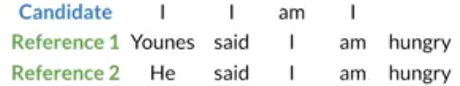 Candidate I I am I
Reference 1 Younes said I am hungry
Reference 2 He said I am hungry